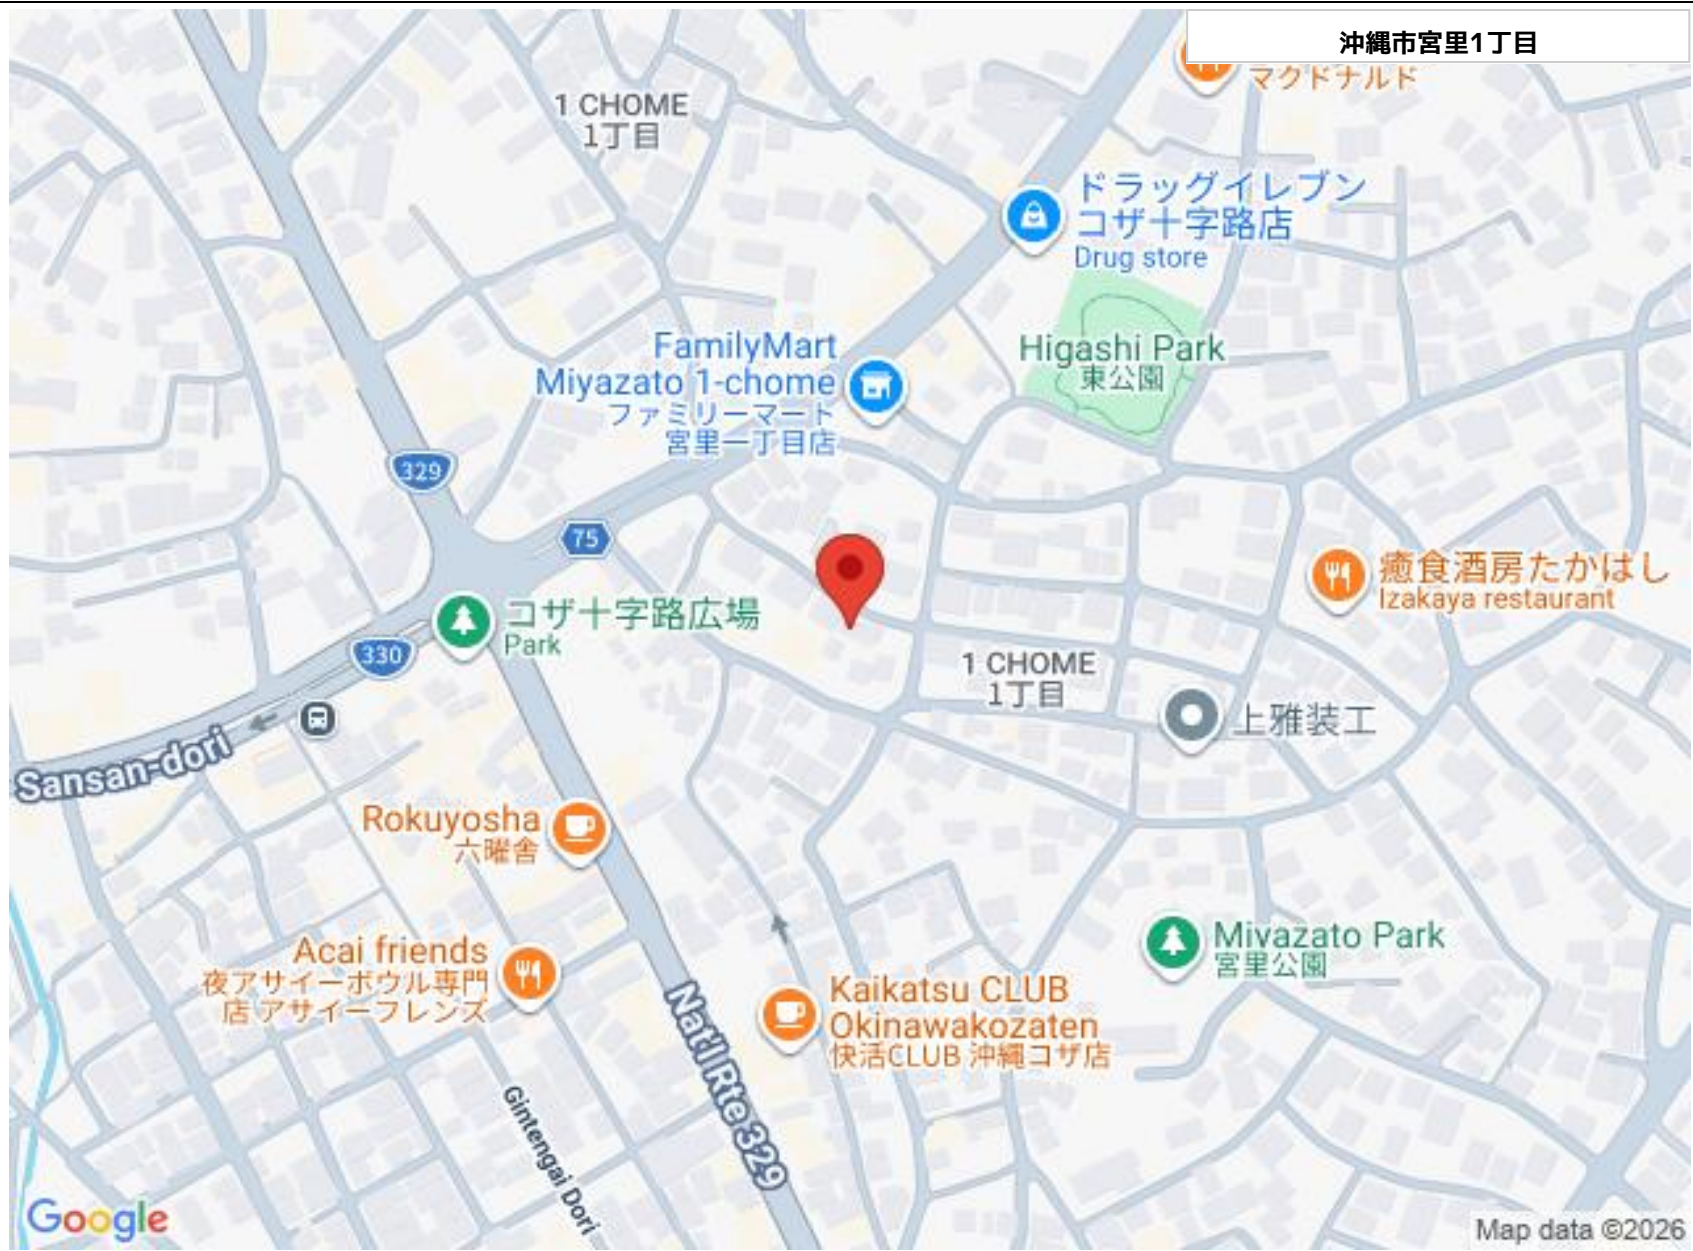 沖縄市宮里1丁目
マクドナルド
1 CHOME
1丁目
ドラッグイレブン
コザ十字路店
Drug store
FamilyMart
Miyazato 1-chome
ファミリーマート
宮里一丁目店
Higashi Park
東公園
329
75
癒食酒房たかはし
Izakaya restaurant
コザ十字路広場
Park
330
1 CHOME
1丁目
上雅装工
Sansan-dori
Rokuyosha
六曜舎
Miyazato Park
宮里公園
Acai friends
夜アサイーボウル専門
店 アサイーフレンズ
Kaikatsu CLUB
Okinawakozaten
快活CLUB 沖縄コザ店
Nat'l Rte 329
Gintengai Dori
Google
Map data ©2026